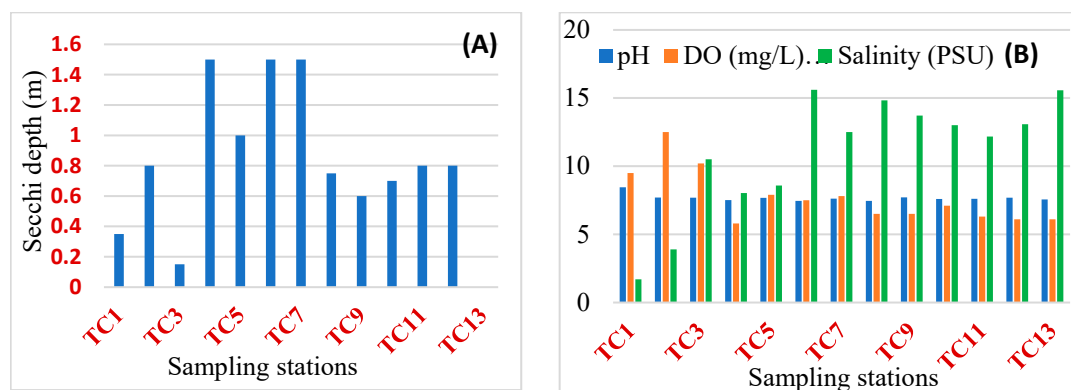 (A)
Secchi depth (m)
1.6
1.4
1.2
1
0.8
0.6
0.4
0.2
0
TC1 TC3 TC5 TC7 TC9 TC11 TC13
Sampling stations
pH DO (mg/L)… Salinity (PSU) (B)
20
15
10
5
0
TC1 TC3 TC5 TC7 TC9 TC11 TC13
Sampling stations